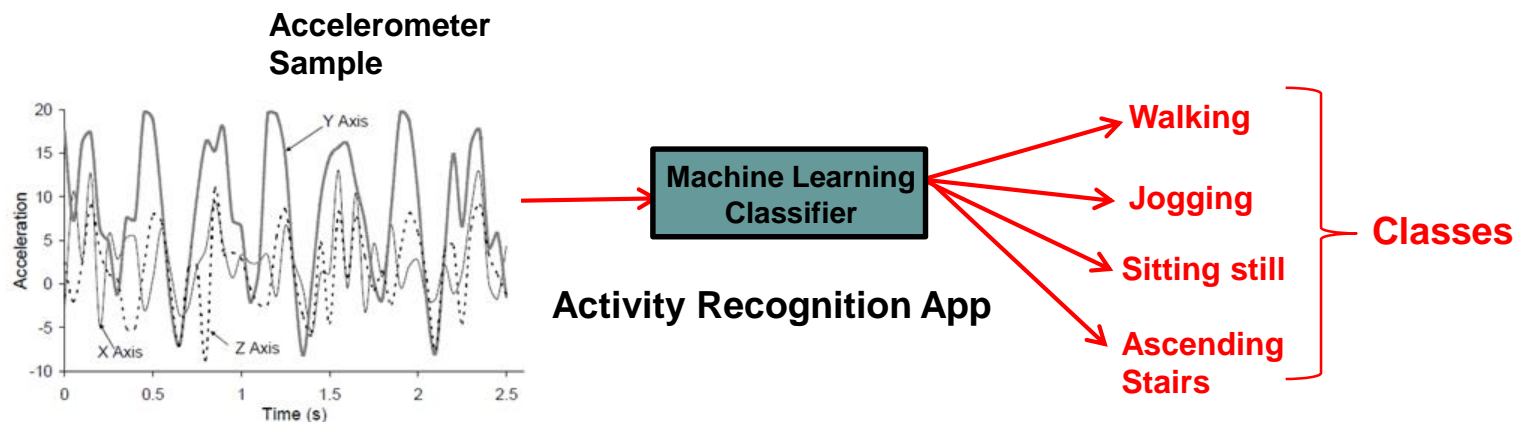 Accelerometer
Sample
20
15
10
5
0
-5
-10
Acceleration
Y Axis
X Axis
Z Axis
0
0.5
1
1.5
2
2.5
Time (s)
Machine Learning
Classifier
Activity Recognition App
Walking
Jogging
Sitting still
Ascending
Stairs
Classes